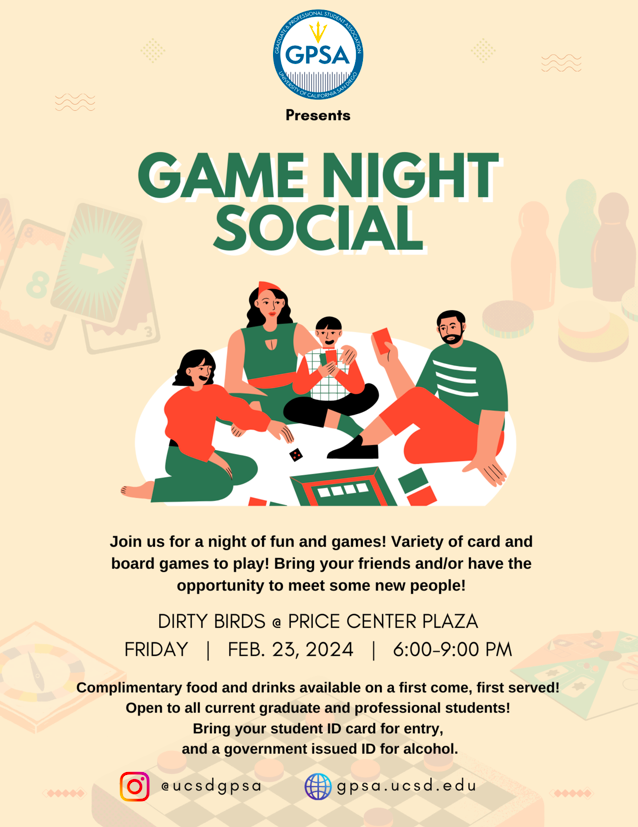 GRADUATE & PROFESSIONAL STUDENT ASSOCIATION
GPSA
UNIVERSITY OF CALIFORNIA SAN DIEGO
Presents
GAME NIGHT
SOCIAL
8
3
Join us for a night of fun and games! Variety of card and
board games to play! Bring your friends and/or have the
opportunity to meet some new people!
DIRTY BIRDS @ PRICE CENTER PLAZA
FRIDAY | FEB. 23, 2024 | 6:00-9:00 PM
Complimentary food and drinks available on a first come, first served!
Open to all current graduate and professional students!
Bring your student ID card for entry,
and a government issued ID for alcohol.
@ucsdgpsa
gpsa.ucsd.edu